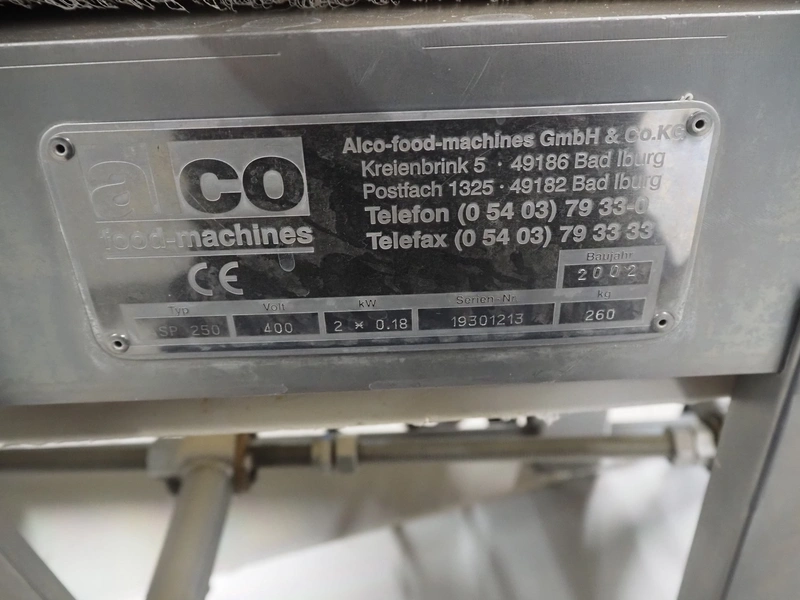 alco
food-machines
Alco-food-machines GmbH & Co.KG
Kreienbrink 5 · 49186 Bad Iburg
Postfach 1325 · 49182 Bad Iburg
Telefon (0 54 03) 79 33-0
Telefax (0 54 03) 79 33 33
CE
Baujahr
2002
Typ Volt kW Serien-Nr. kg
SP 250 400 2 * 0.18 19301213 260